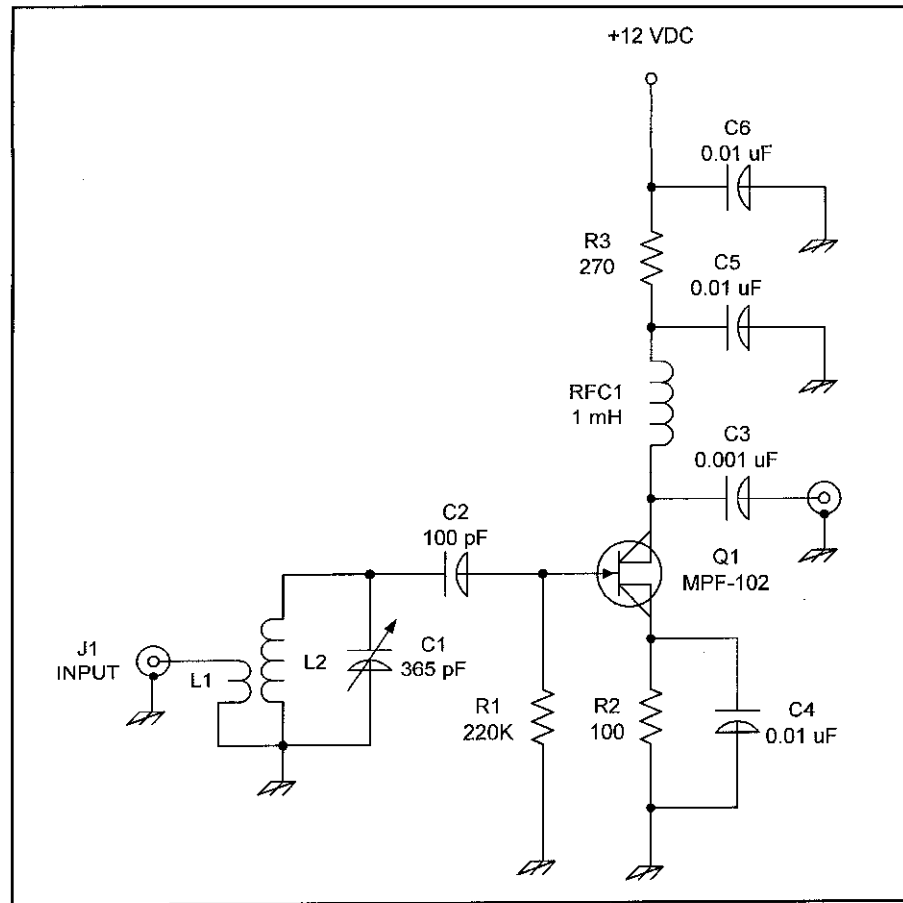 +12 VDC
C6
0.01 uF
R3
270
C5
0.01 uF
RFC1
1 mH
C3
0.001 uF
C2
100 pF
Q1
MPF-102
J1
INPUT
L1
L2
C1
365 pF
R1
220K
R2
100
C4
0.01 uF